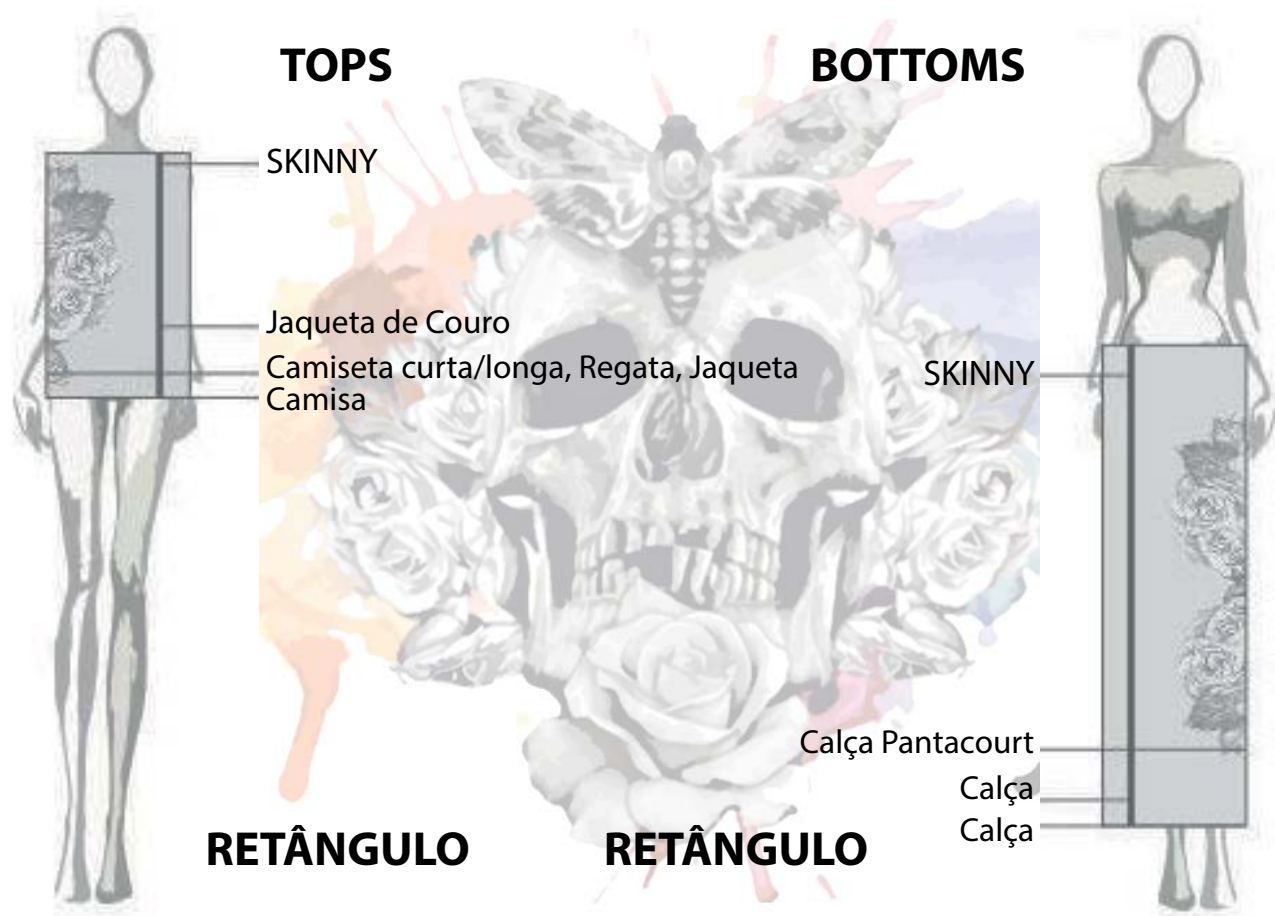 TOPS
BOTTOMS
SKINNY
Jaqueta de Couro
Camiseta curta/longa, Regata, Jaqueta
Camisa
SKINNY
Calça Pantacourt
Calça
Calça
RETÂNGULO
RETÂNGULO